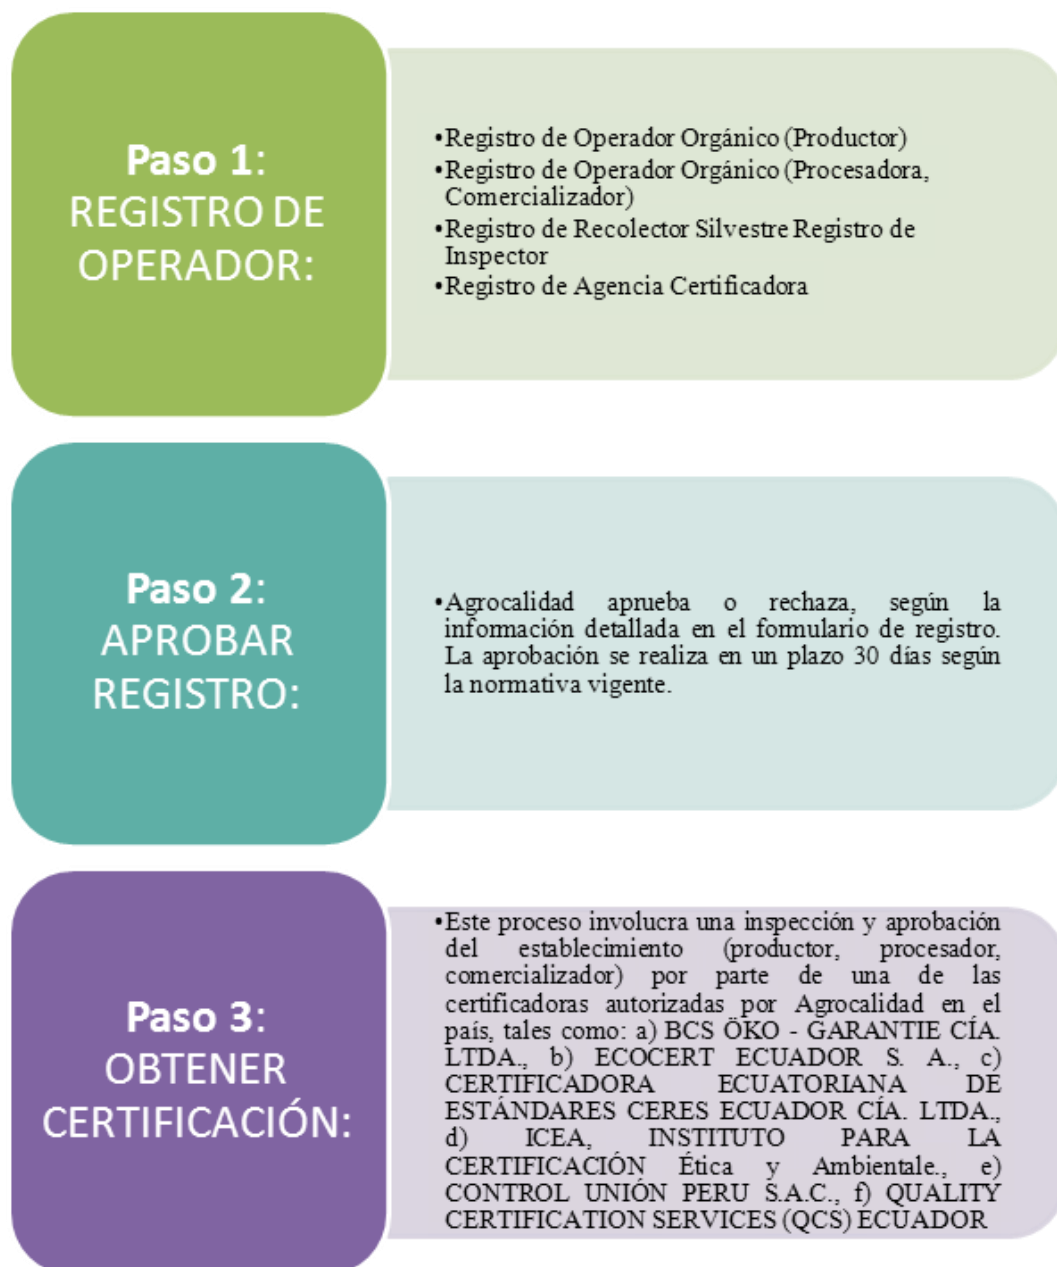 Paso 1:
REGISTRO DE
OPERADOR:
•Registro de Operador Orgánico (Productor)
•Registro de Operador Orgánico (Procesadora,
Comercializador)
•Registro de Recolector Silvestre Registro de
Inspector
•Registro de Agencia Certificadora
Paso 2:
APROBAR
REGISTRO:
•Agrocalidad aprueba o rechaza, según la
información detallada en el formulario de registro.
La aprobación se realiza en un plazo 30 días según
la normativa vigente.
Paso 3:
OBTENER
CERTIFICACIÓN:
•Este proceso involucra una inspección y aprobación
del establecimiento (productor, procesador,
comercializador) por parte de una de las
certificadoras autorizadas por Agrocalidad en el
país, tales como: a) BCS ÖKO - GARANTIE CÍA.
LTDA., b) ECOCERT ECUADOR S. A., c)
CERTIFICADORA ECUATORIANA DE
ESTÁNDARES CERES ECUADOR CÍA. LTDA.,
d) ICEA, INSTITUTO PARA LA
CERTIFICACIÓN Ética y Ambientale., e)
CONTROL UNIÓN PERU S.A.C., f) QUALITY
CERTIFICATION SERVICES (QCS) ECUADOR